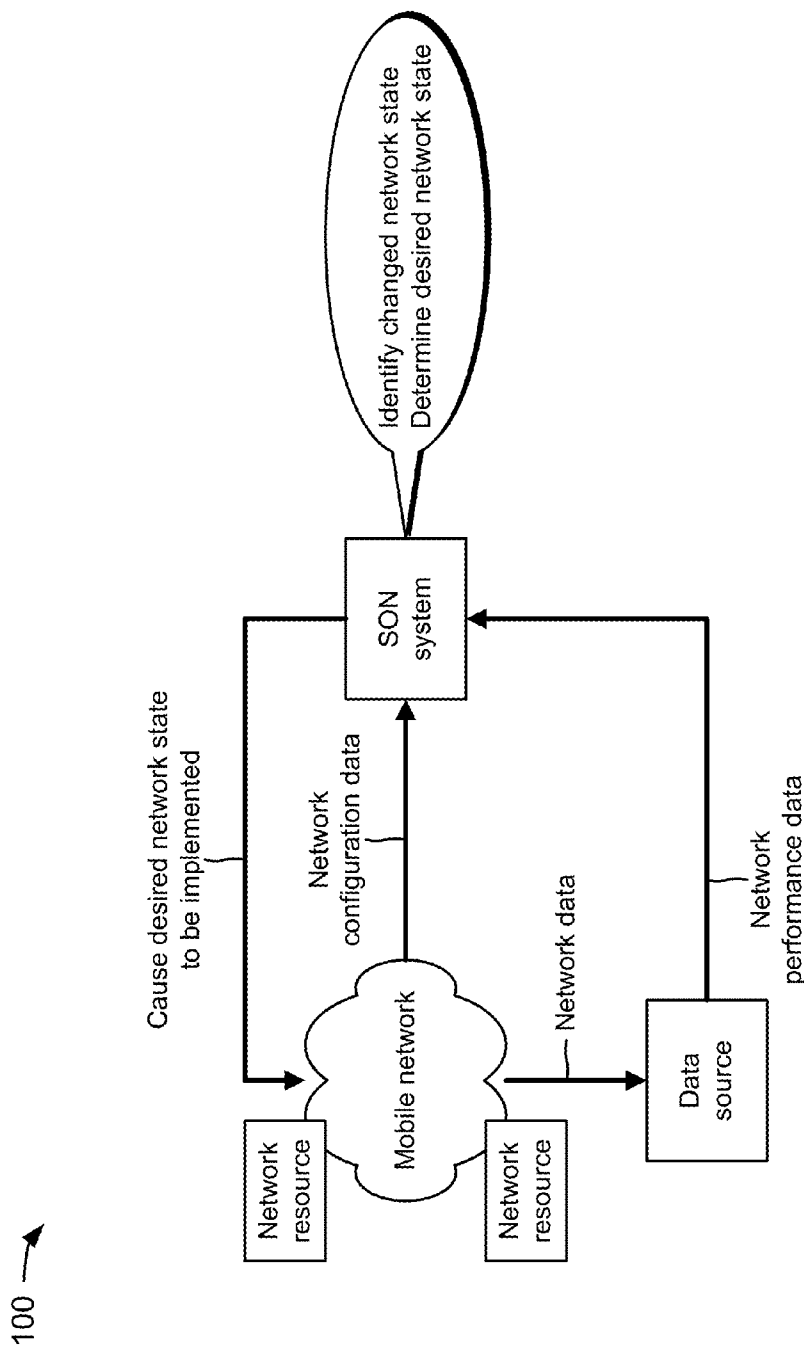 100
Cause desired network state
to be implemented
Network
resource
Mobile network
Network
resource
Network
configuration data
SON
system
Identify changed network state
Determine desired network state
Network data
Data
source
Network
performance data